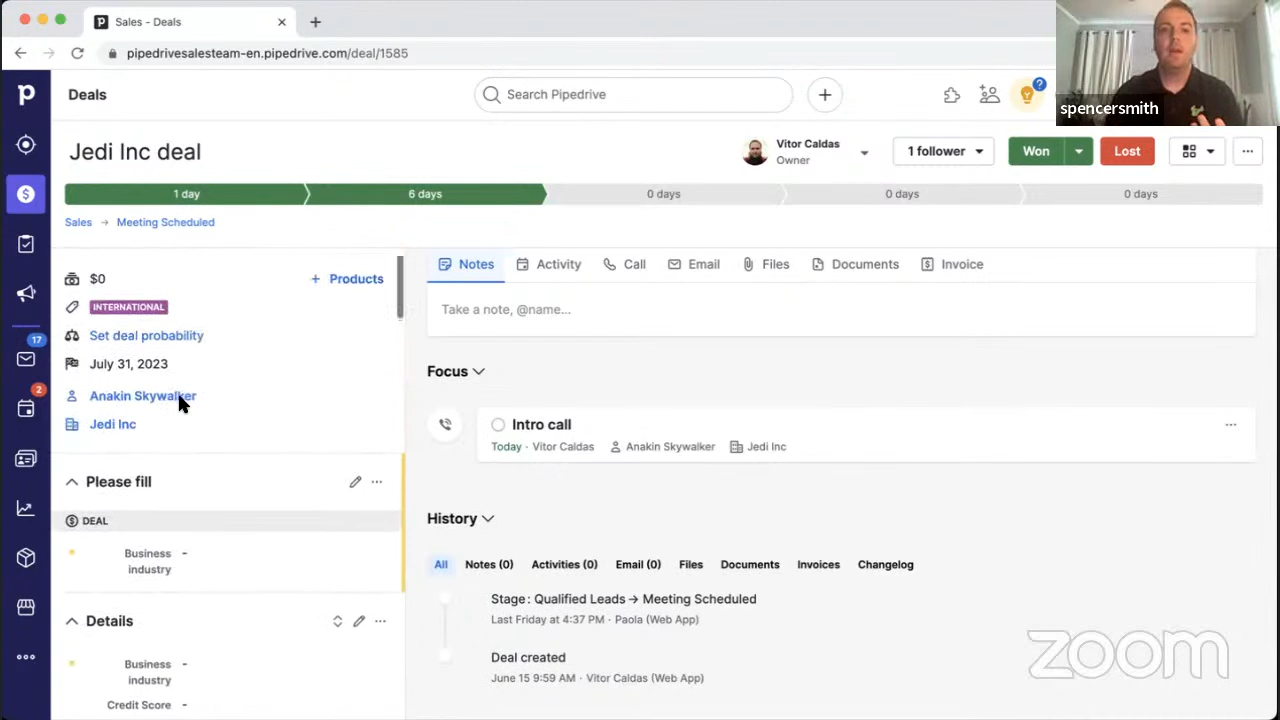 Sales - Deals
pipedrivesalesteam-en.pipedrive.com/deal/1585
p
Deals
Search Pipedrive
?
spencersmith
Jedi Inc deal
Vitor Caldas
Owner
1 follower
Won
Lost
1 day
6 days
0 days
0 days
0 days
Sales → Meeting Scheduled
$0
+ Products
INTERNATIONAL
Set deal probability
July 31, 2023
Anakin Skywalker
Jedi Inc
17
2
Please fill
DEAL
Business industry -
Details
Business industry -
Credit Score -
Notes
Activity
Call
Email
Files
Documents
Invoice
Take a note, @name...
Focus
Intro call
Today · Vitor Caldas Anakin Skywalker Jedi Inc
History
All Notes (0) Activities (0) Email (0) Files Documents Invoices Changelog
Stage: Qualified Leads → Meeting Scheduled
Last Friday at 4:37 PM · Paola (Web App)
Deal created
June 15 9:59 AM · Vitor Caldas (Web App)
zoom